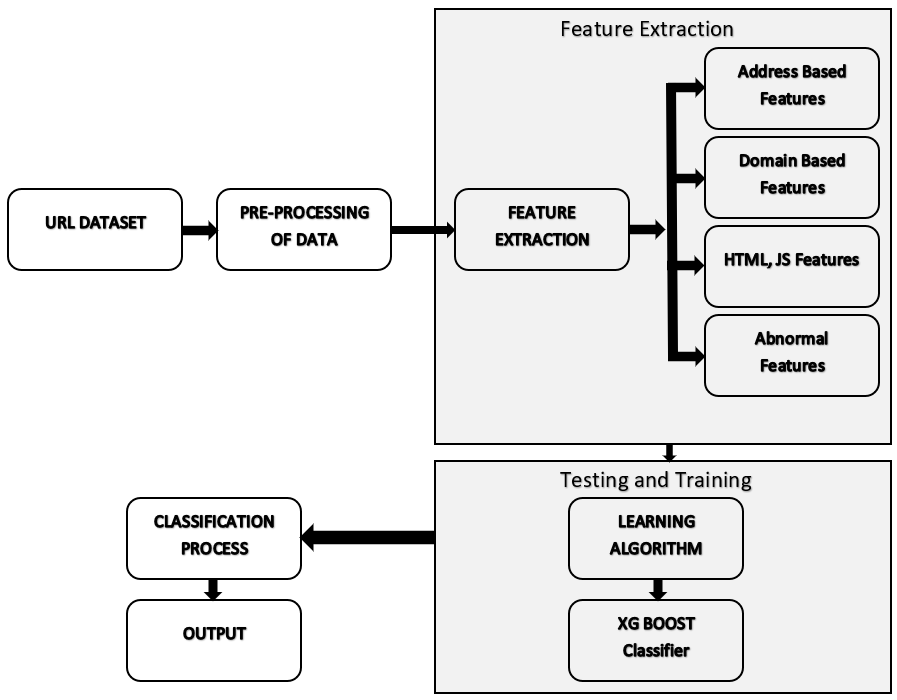 Feature Extraction
Address Based
Features
Domain Based
Features
URL DATASET
PRE-PROCESSING
OF DATA
FEATURE
EXTRACTION
HTML, JS Features
Abnormal
Features
Testing and Training
CLASSIFICATION
PROCESS
LEARNING
ALGORITHM
OUTPUT
XG BOOST
Classifier